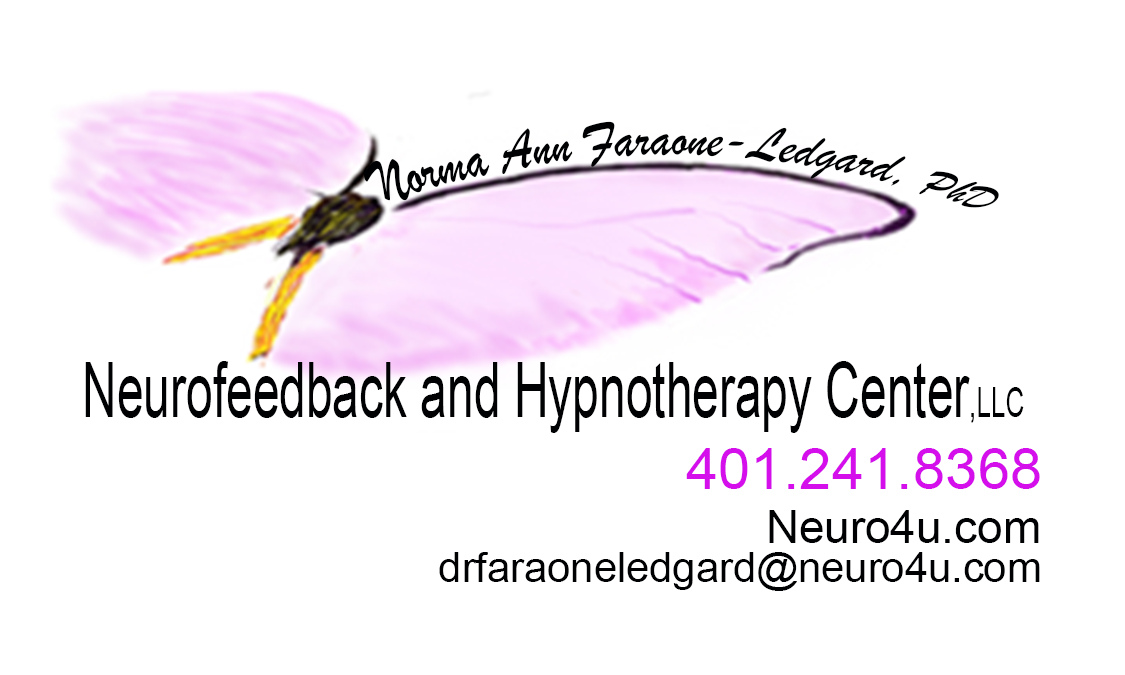 Norma Ann Faraone-Ledgard, PhD
Neurofeedback and Hypnotherapy Center,LLC
401.241.8368
Neuro4u.com
drfaraoneledgard@neuro4u.com